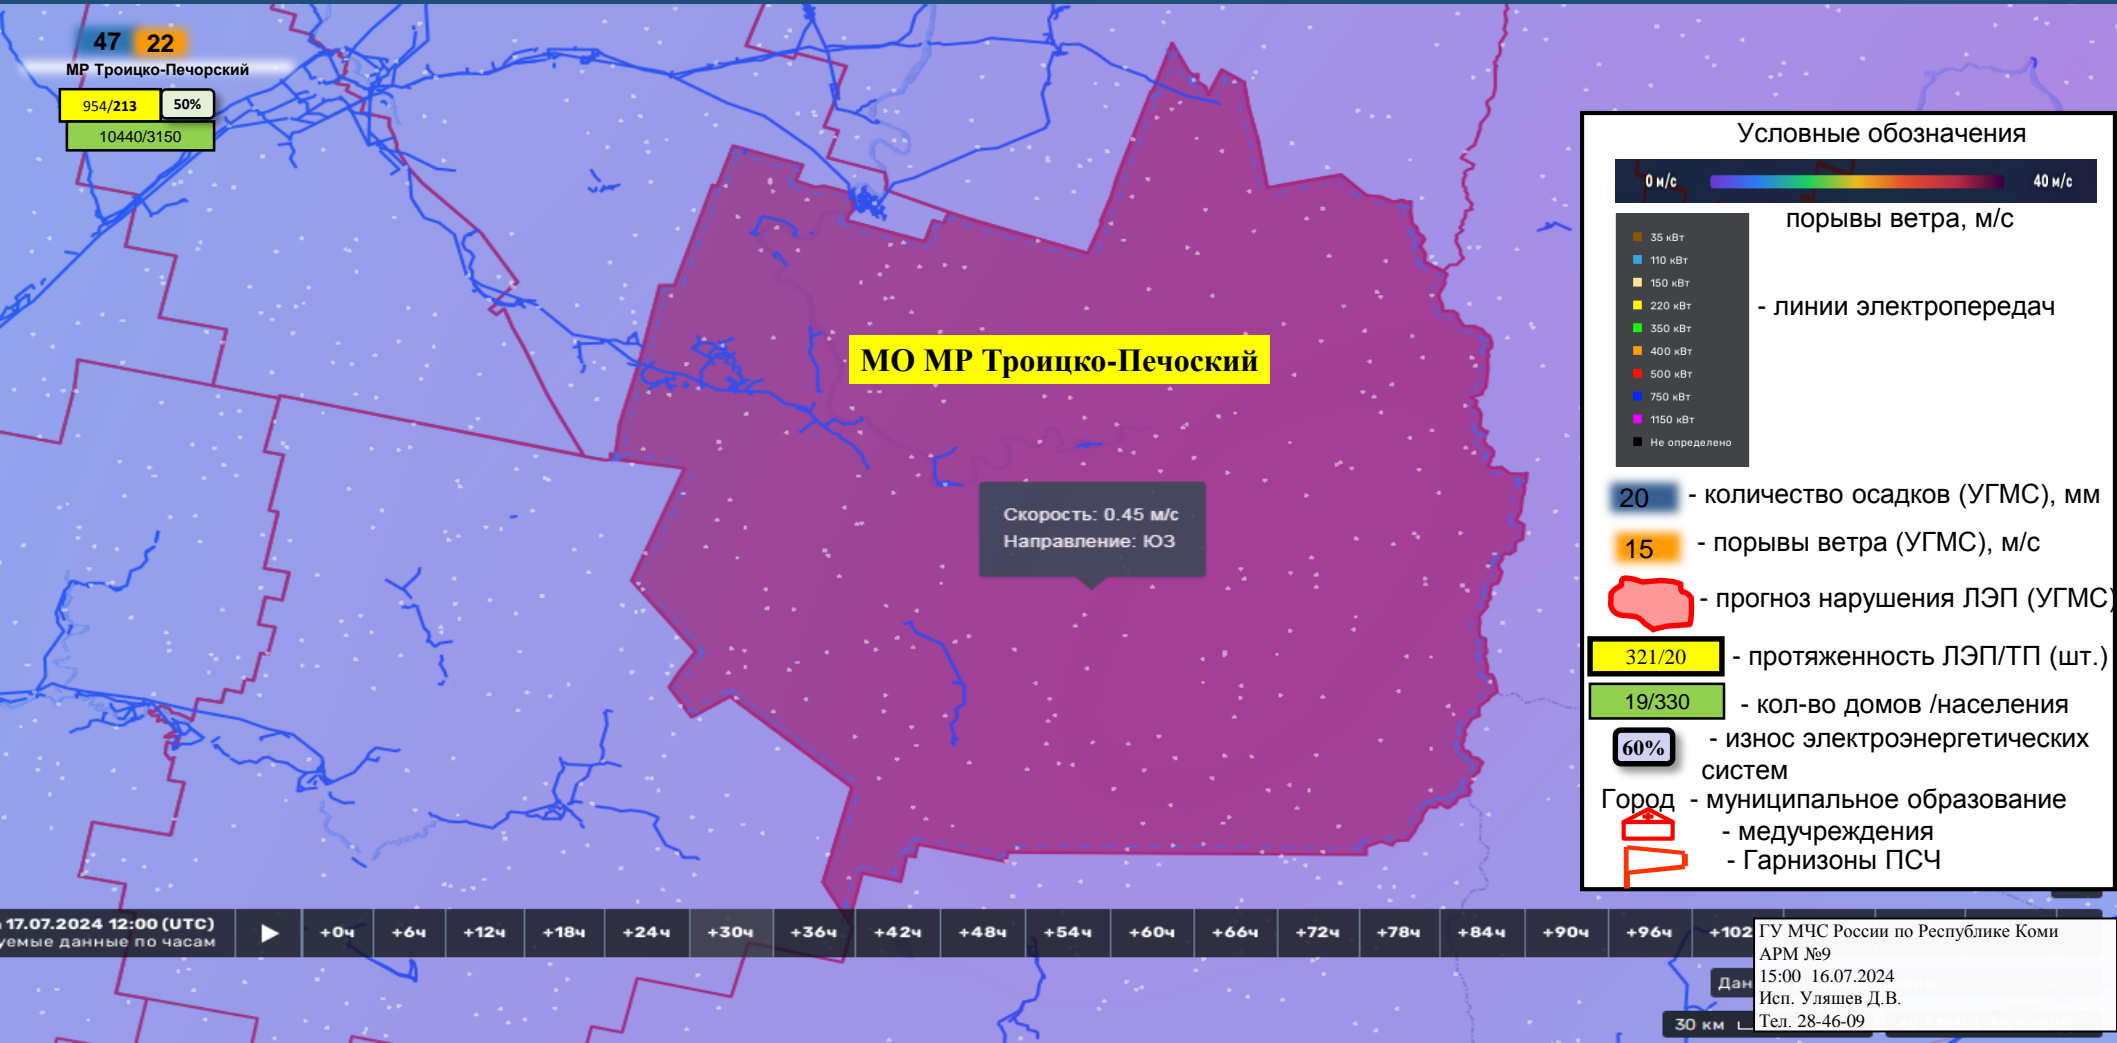 47 22
МР Троицко-Печорский
954/213 50%
10440/3150
МО МР Троицко-Печоский
Скорость: 0.45 м/с
Направление: ЮЗ
Условные обозначения
0 м/с 40 м/с
порывы ветра, м/с
35 кВт
110 кВт
150 кВт
220 кВт
350 кВт
400 кВт
500 кВт
750 кВт
1150 кВт
Не определено
- линии электропередач
20 - количество осадков (УГМС), мм
15 - порывы ветра (УГМС), м/с
- прогноз нарушения ЛЭП (УГМС)
321/20 - протяженность ЛЭП/ТП (шт.)
19/330 - кол-во домов /населения
60% - износ электроэнергетических
систем
Город - муниципальное образование
- медучреждения
- Гарнизоны ПСЧ
17.07.2024 12:00 (UTC)
данные по часам
+0ч +6ч +12ч +18ч +24ч +30ч +36ч +42ч +48ч +54ч +60ч +66ч +72ч +78ч +84ч +90ч +96ч +102
ГУ МЧС России по Республике Коми
АРМ №9
15:00 16.07.2024
Исп. Уляшев Д.В.
Тел. 28-46-09
30 км